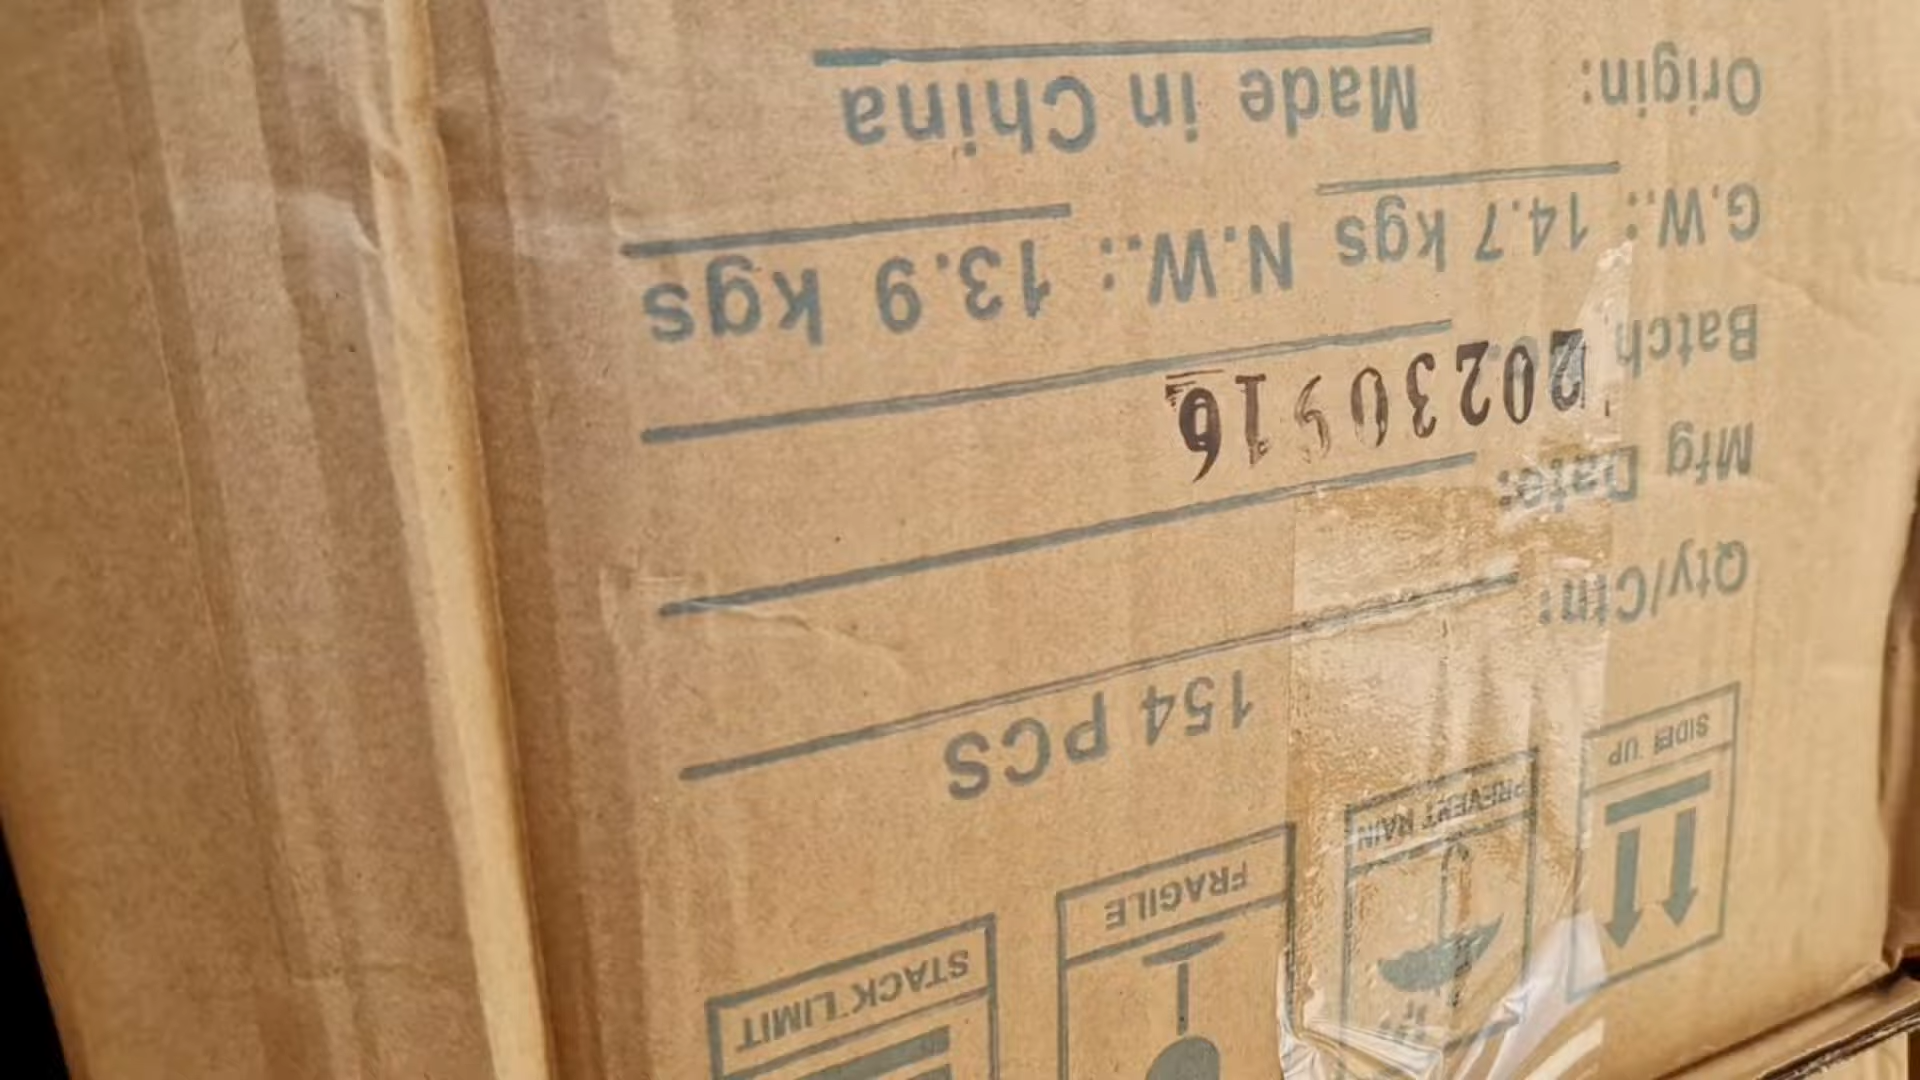 SIDE UP PREVENT RAIN FRAGILE STACK LIMIT
Qty/Ctn: 154 PCS
Mfg Date:
Batch 20230916
G.W.: 14.7 kgs N.W.: 13.9 kgs
Origin: Made in China